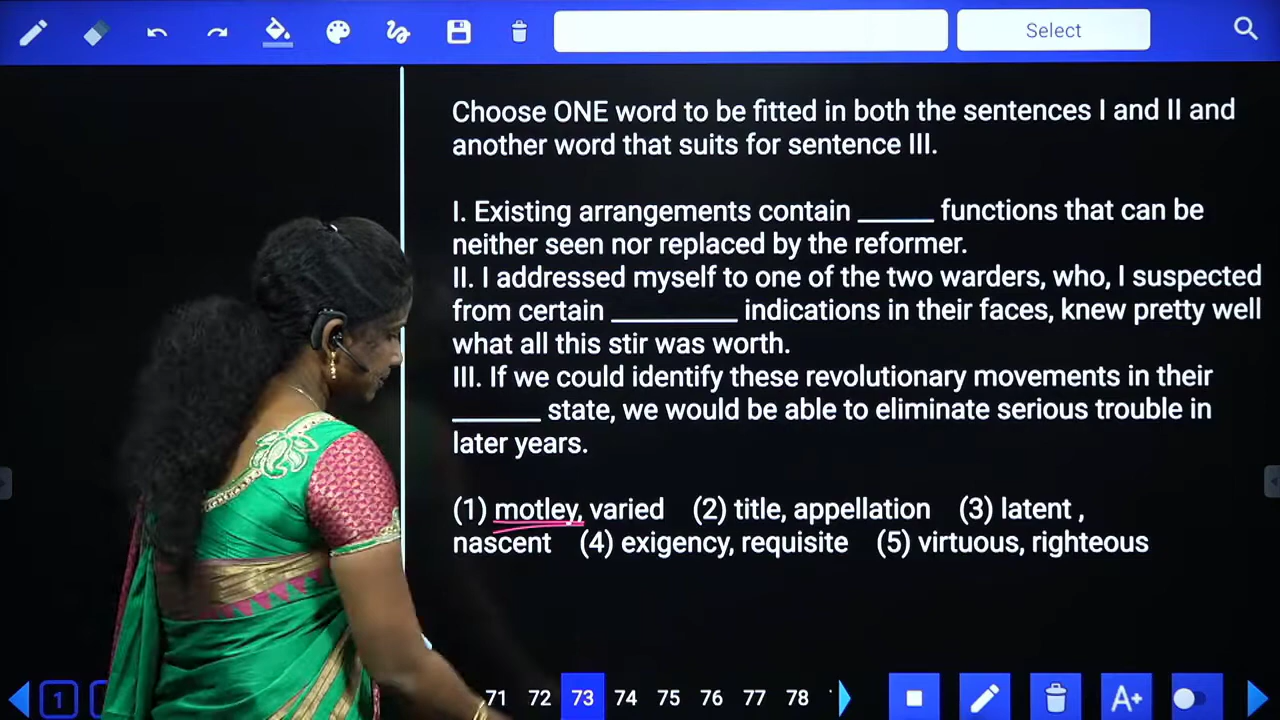 Select
Choose ONE word to be fitted in both the sentences I and II and
another word that suits for sentence III.
I. Existing arrangements contain _____ functions that can be
neither seen nor replaced by the reformer.
II. I addressed myself to one of the two warders, who, I suspected
from certain _________ indications in their faces, knew pretty well
what all this stir was worth.
III. If we could identify these revolutionary movements in their
______ state, we would be able to eliminate serious trouble in
later years.
(1) motley, varied (2) title, appellation (3) latent ,
nascent (4) exigency, requisite (5) virtuous, righteous
1 71 72 73 74 75 76 77 78 A+